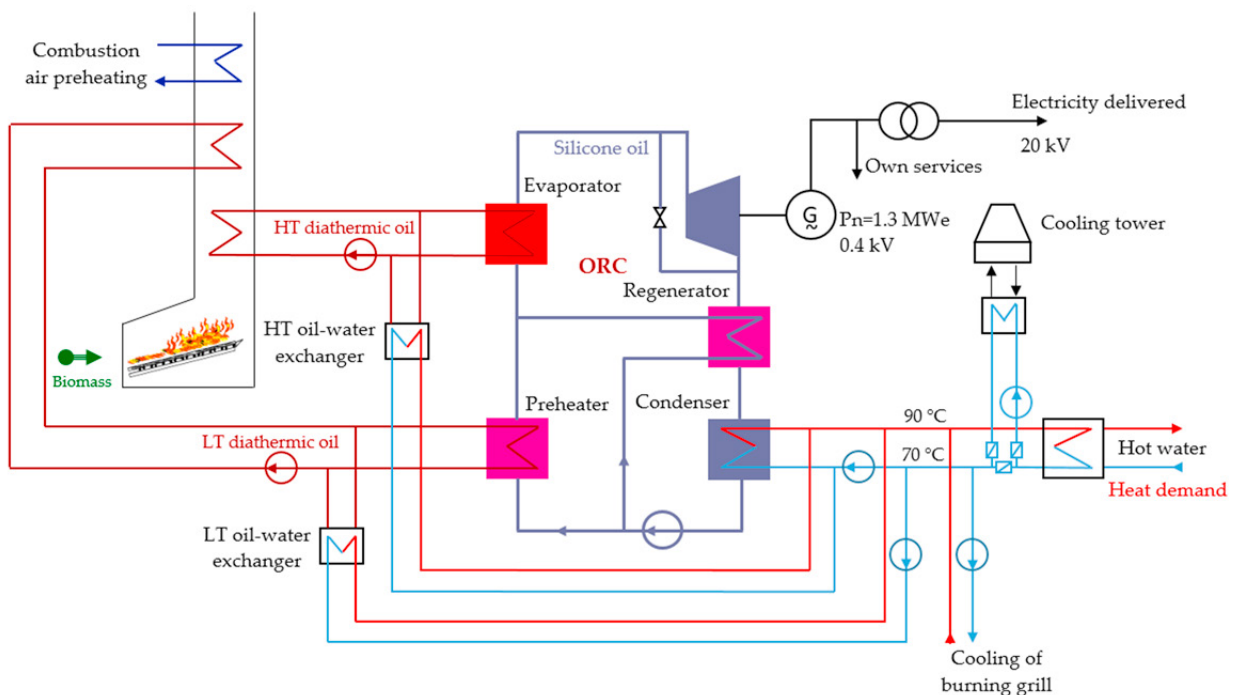 Combustion
air preheating
Silicone oil
Electricity delivered
20 kV
Own services
Evaporator
G
~
Pn=1.3 MWe
0.4 kV
Cooling tower
HT diathermic oil
ORC
Regenerator
HT oil-water
exchanger
Biomass
Preheater
Condenser
90 °C
LT diathermic oil
70 °C
Hot water
Heat demand
LT oil-water
exchanger
Cooling of
burning grill